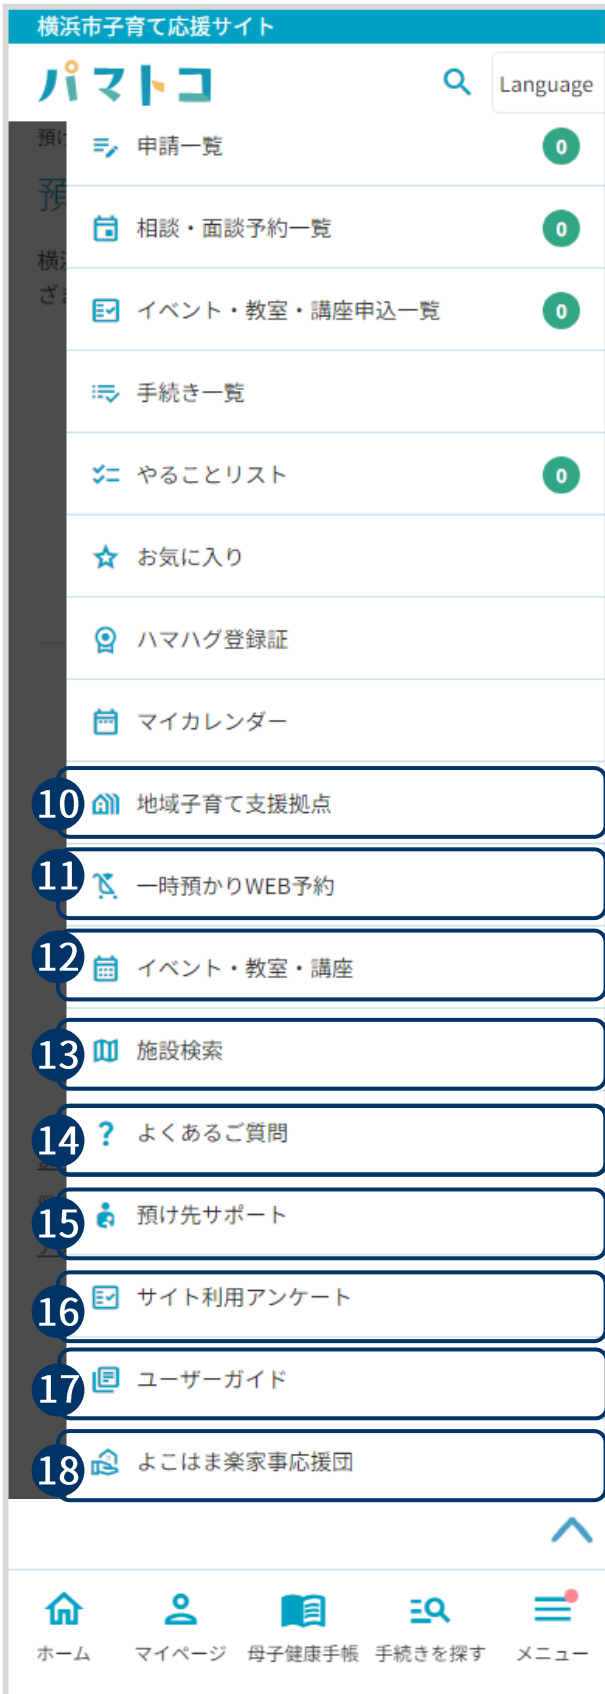 横浜市子育て応援サイト
パマトコ
Language
預け
預
横浜
ざま
申請一覧 0
相談・面談予約一覧 0
イベント・教室・講座申込一覧 0
手続き一覧
やることリスト 0
お気に入り
ハマハグ登録証
マイカレンダー
10 地域子育て支援拠点
11 一時預かりWEB予約
12 イベント・教室・講座
13 施設検索
14 よくあるご質問
15 預け先サポート
16 サイト利用アンケート
17 ユーザーガイド
18 よこはま楽家事応援団
ホーム マイページ 母子健康手帳 手続きを探す メニュー